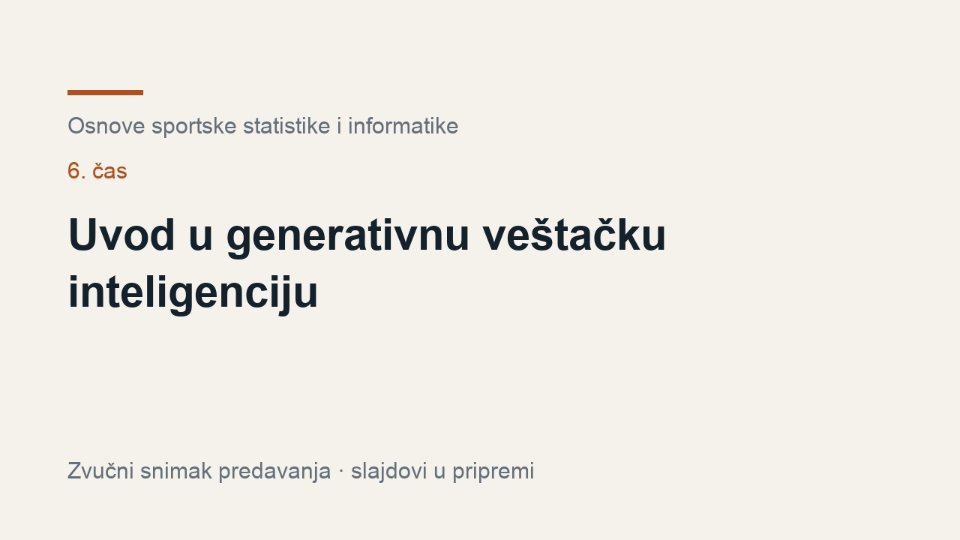 Osnove sportske statistike i informatike
6. čas
Uvod u generativnu veštačku
inteligenciju
Zvučni snimak predavanja · slajdovi u pripremi